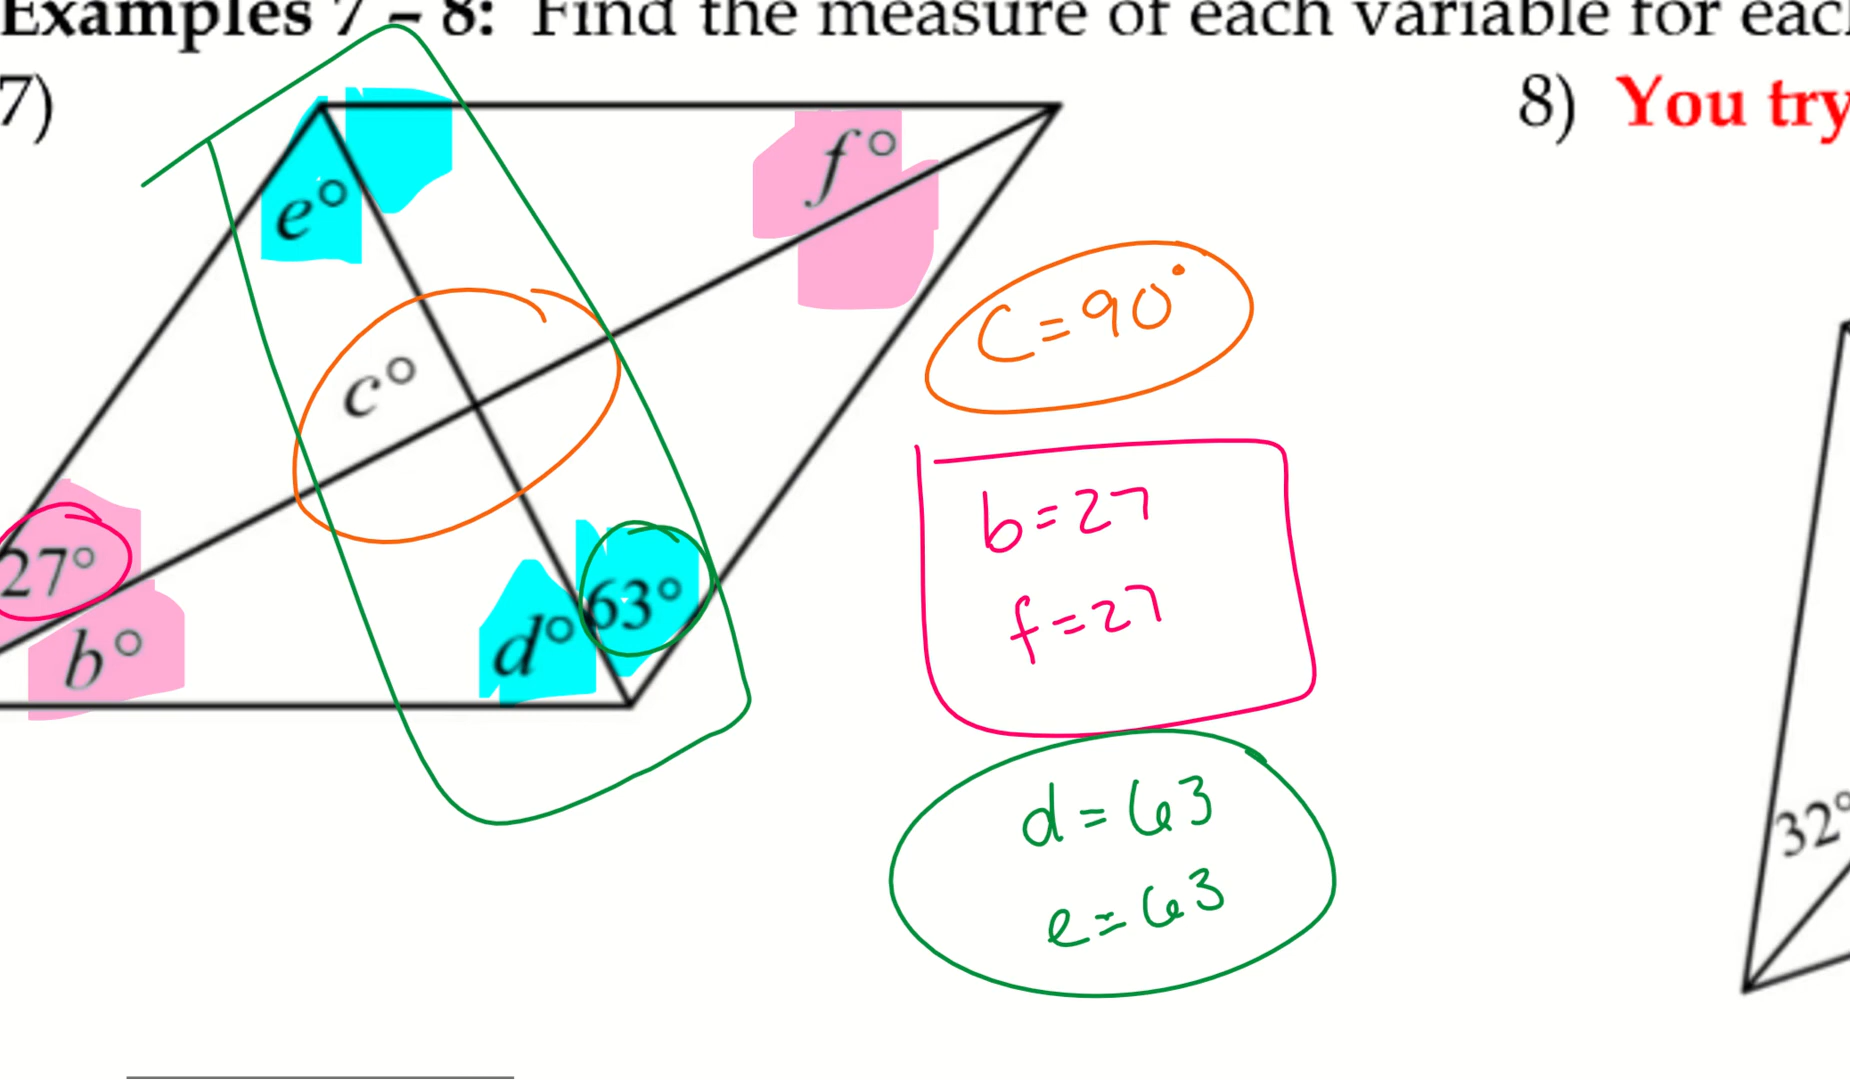 Examples 7 – 8: Find the measure of each variable for each
7)
8) You try
e°
f°
c°
C=90°
27°
b=27
63°
d°
b°
f=27
d=63
32°
e=63